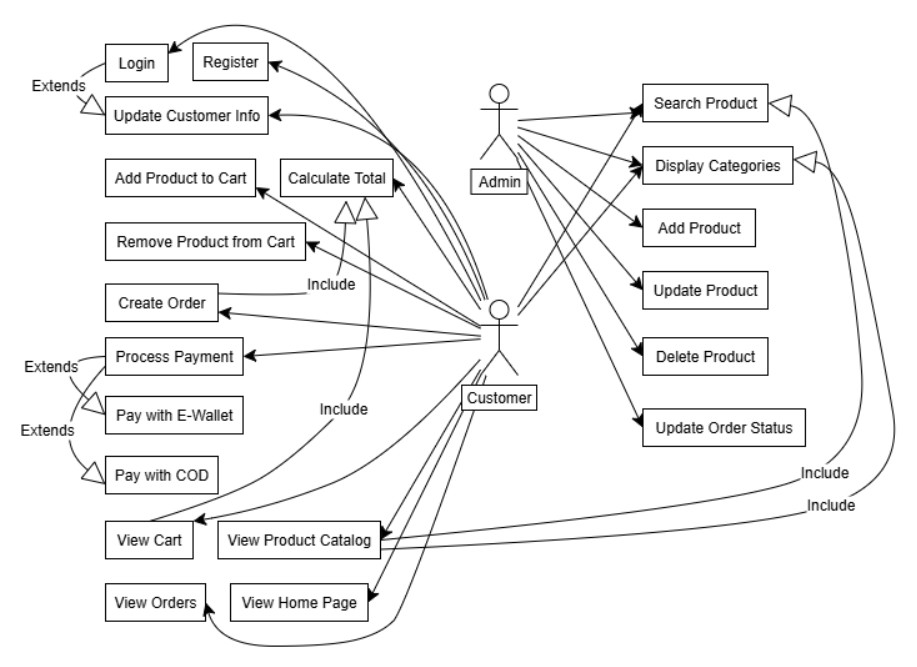 Login
Register
Extends
Update Customer Info
Add Product to Cart
Calculate Total
Remove Product from Cart
Include
Create Order
Process Payment
Extends
Pay with E-Wallet
Extends
Include
Pay with COD
View Cart
View Product Catalog
View Orders
View Home Page
Admin
Customer
Search Product
Display Categories
Add Product
Update Product
Delete Product
Update Order Status
Include
Include